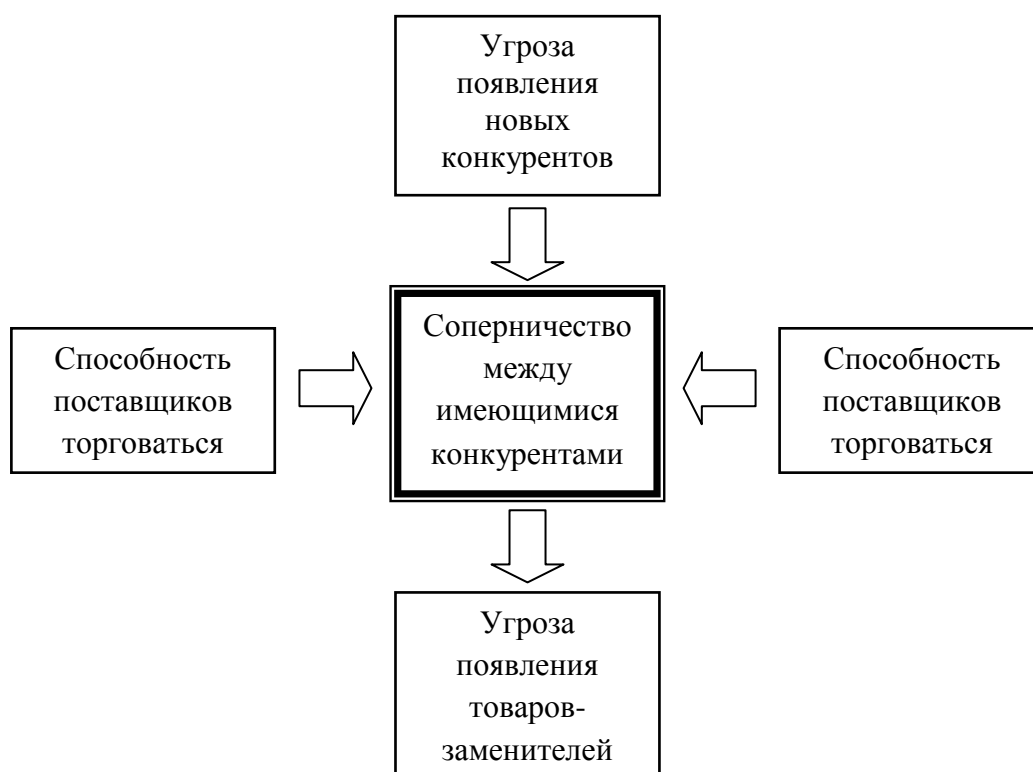 Угроза
появления
новых
конкурентов
Способность
поставщиков
торговаться
Соперничество
между
имеющимися
конкурентами
Способность
поставщиков
торговаться
Угроза
появления
товаров-
заменителей